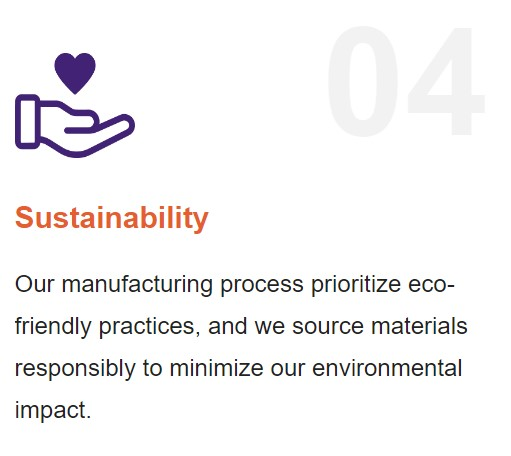 04
Sustainability
Our manufacturing process prioritize eco-
friendly practices, and we source materials
responsibly to minimize our environmental
impact.